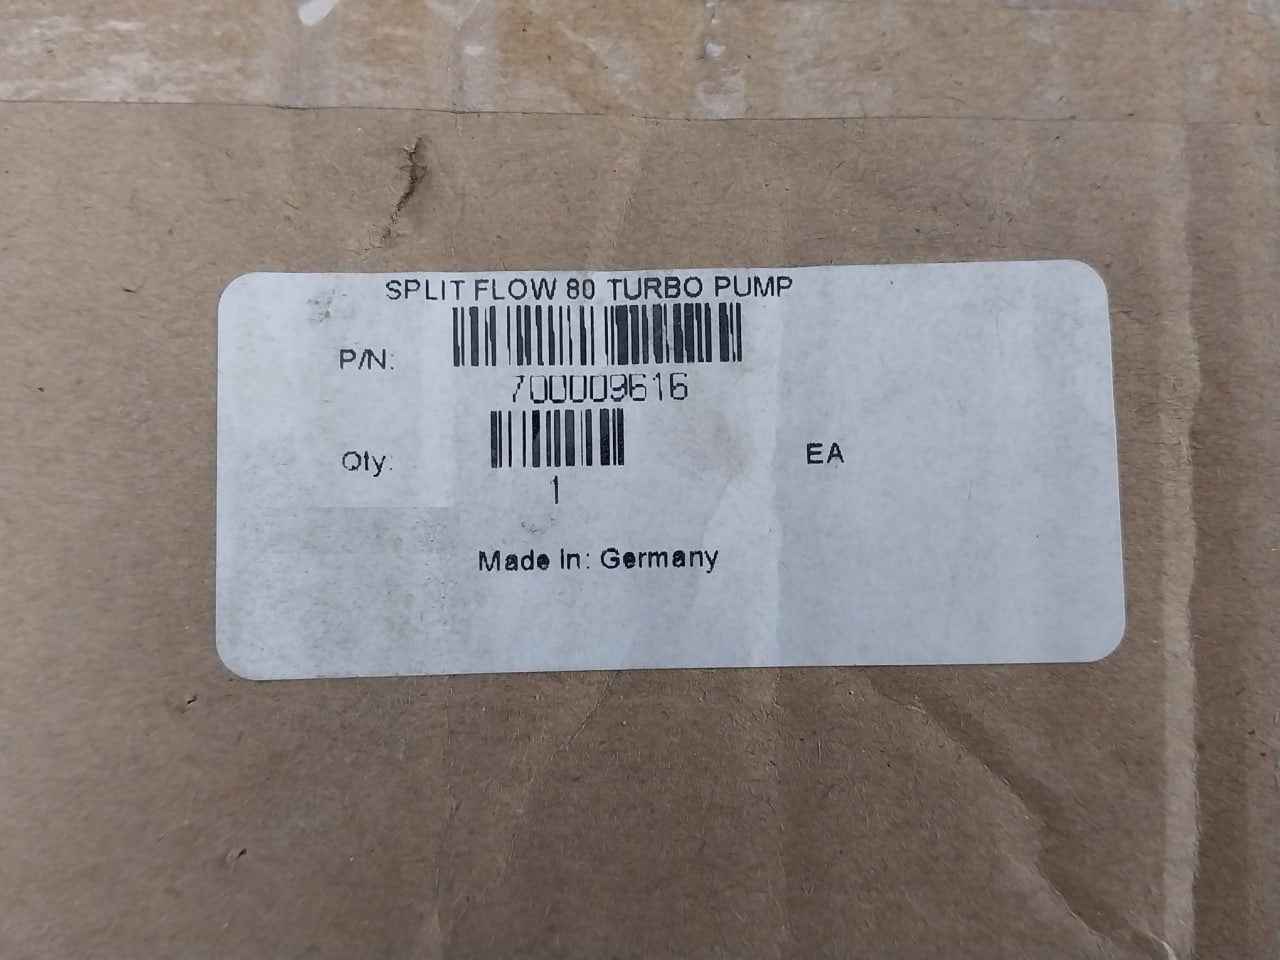 SPLIT FLOW 80 TURBO PUMP
P/N:
700009616
Qty: EA
1
Made In: Germany